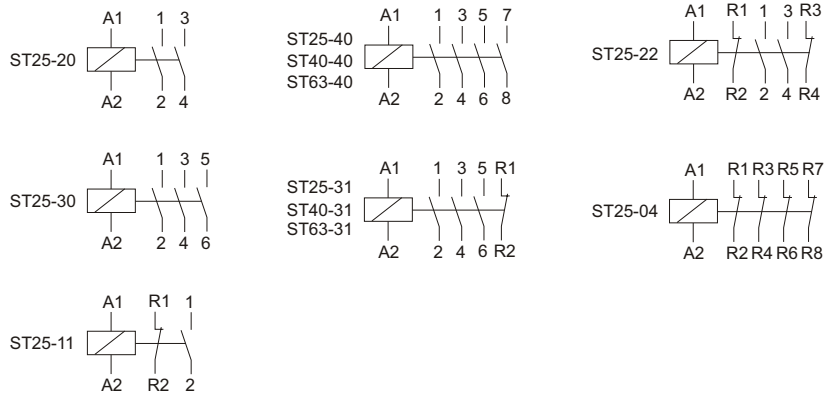 A1 1 3
ST25-20
A2 2 4
A1 1 3 5 7
ST25-40
ST40-40
ST63-40
A2 2 4 6 8
A1 R1 1 3 R3
ST25-22
A2 R2 2 4 R4
A1 1 3 5
ST25-30
A2 2 4 6
A1 1 3 5 R1
ST25-31
ST40-31
ST63-31
A2 2 4 6 R2
A1 R1 R3 R5 R7
ST25-04
A2 R2 R4 R6 R8
A1 R1 1
ST25-11
A2 R2 2